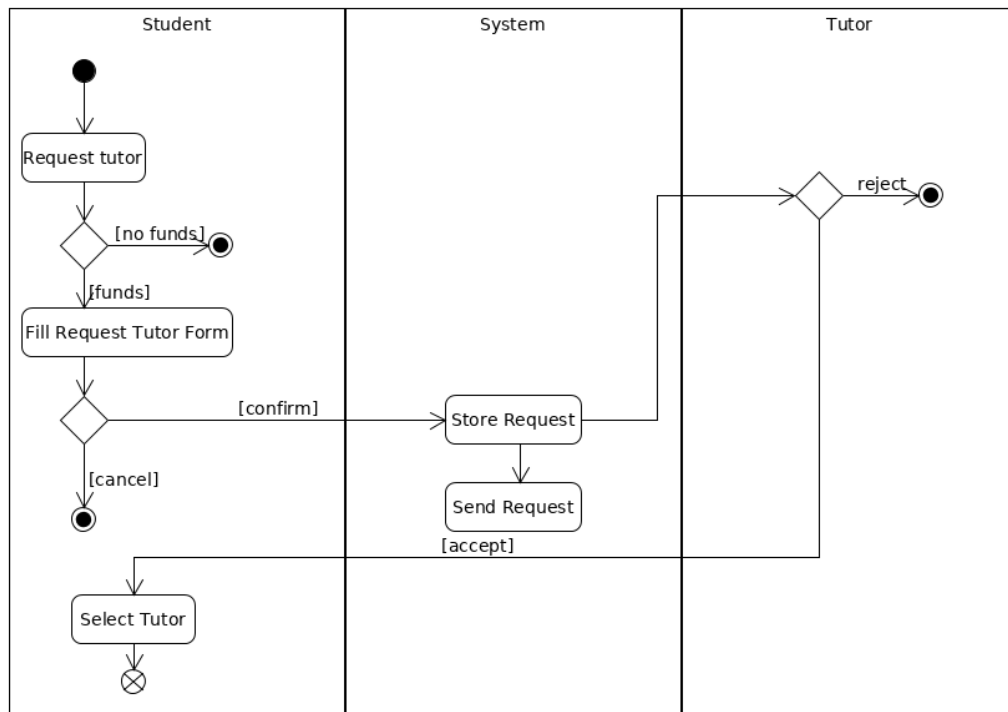 Student
System
Tutor
Request tutor
reject
[no funds]
[funds]
Fill Request Tutor Form
[confirm]
Store Request
[cancel]
Send Request
[accept]
Select Tutor